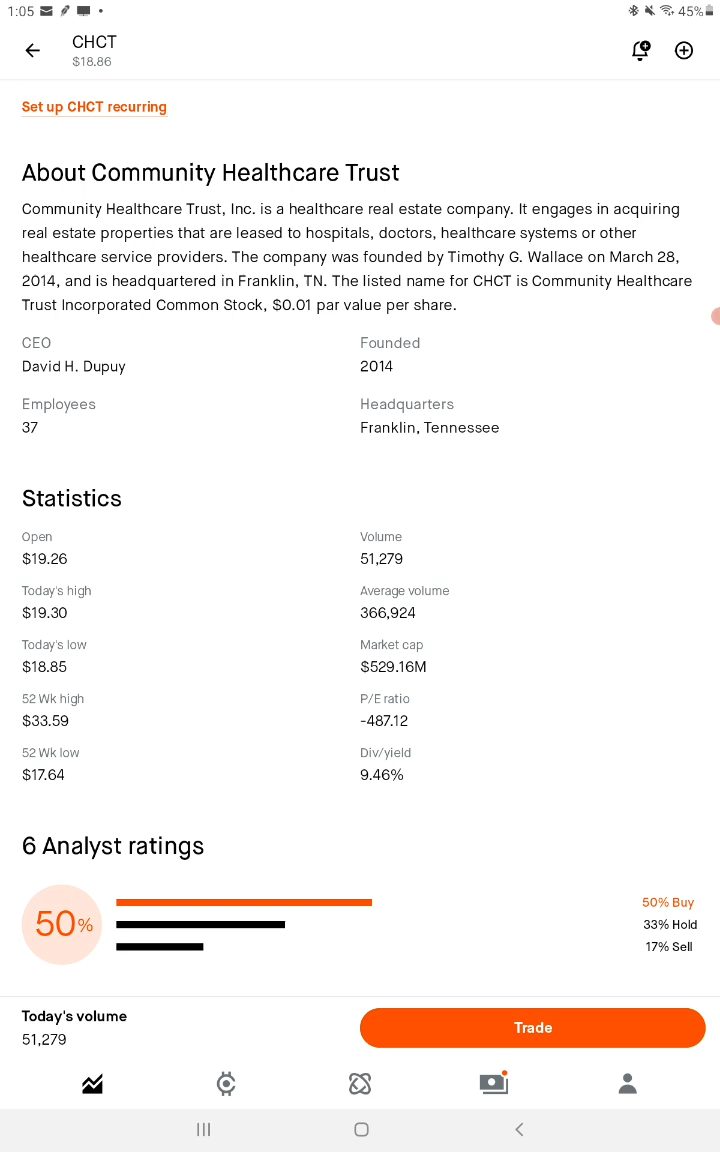 1:05 45%
CHCT
$18.86
Set up CHCT recurring
About Community Healthcare Trust
Community Healthcare Trust, Inc. is a healthcare real estate company. It engages in acquiring
real estate properties that are leased to hospitals, doctors, healthcare systems or other
healthcare service providers. The company was founded by Timothy G. Wallace on March 28,
2014, and is headquartered in Franklin, TN. The listed name for CHCT is Community Healthcare
Trust Incorporated Common Stock, $0.01 par value per share.
CEO Founded
David H. Dupuy 2014
Employees Headquarters
37 Franklin, Tennessee
Statistics
Open Volume
$19.26 51,279
Today's high Average volume
$19.30 366,924
Today's low Market cap
$18.85 $529.16M
52 Wk high P/E ratio
$33.59 -487.12
52 Wk low Div/yield
$17.64 9.46%
6 Analyst ratings
50% 50% Buy
33% Hold
17% Sell
Today's volume
51,279
Trade